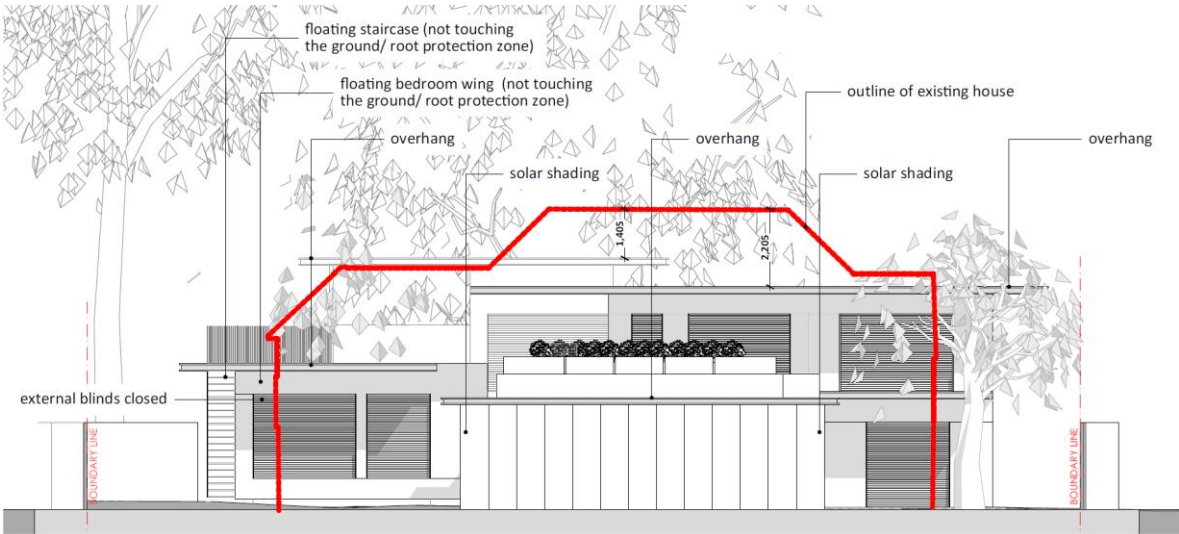 floating staircase (not touching
the ground/ root protection zone)
floating bedroom wing (not touching
the ground/ root protection zone)
outline of existing house
overhang
overhang
overhang
solar shading
solar shading
1,405
2,205
external blinds closed
BOUNDARY LINE
BOUNDARY LINE